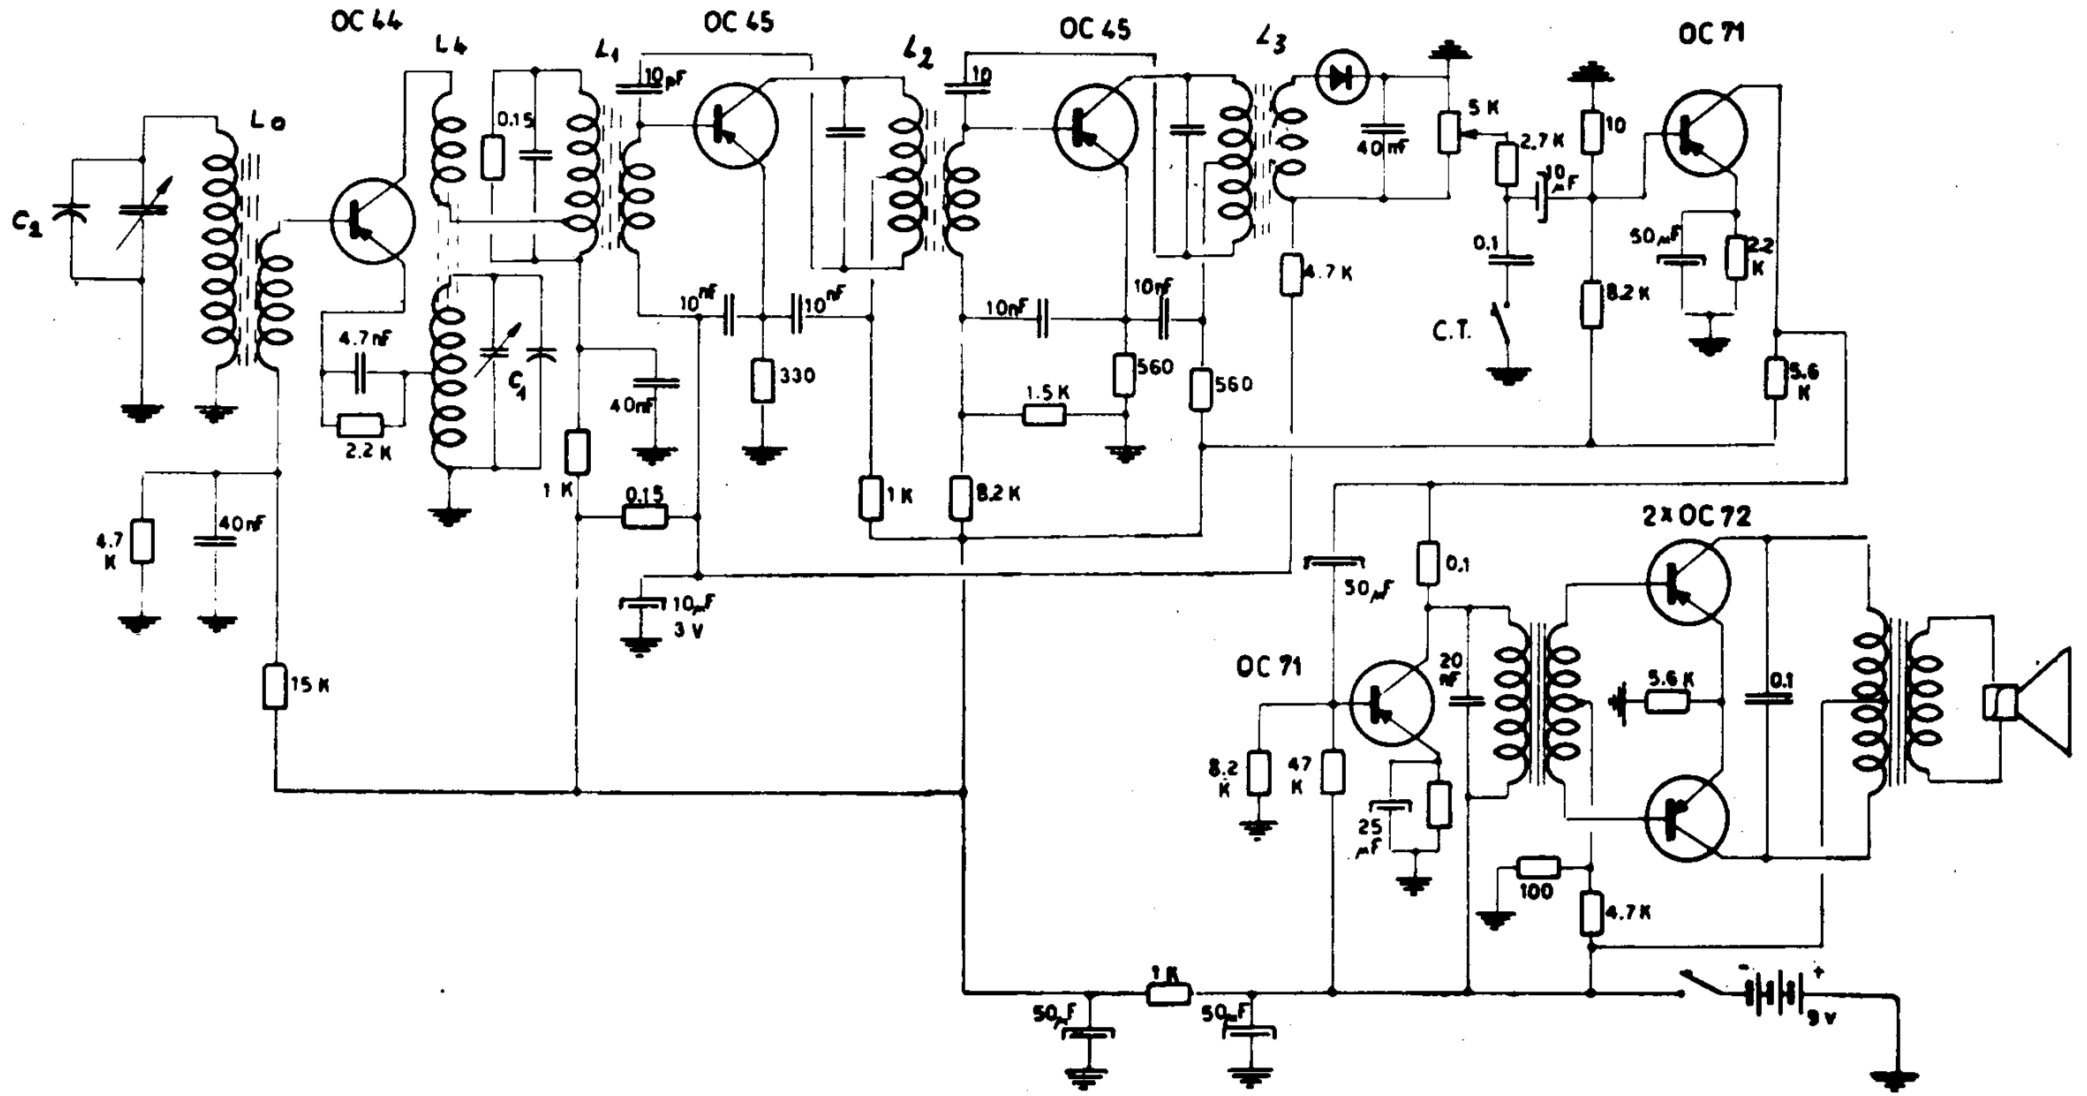 OC 44
OC 45
OC 45
OC 71
L4
L1
L2
L3
10pF
10
5 K
2.7 K
10
0.15
L0
40nF
10
µF
C2
0.1
50µF
2.2
K
4.7 K
8.2 K
C.T.
10nF
10nF
10nF
10nF
4.7nF
C1
330
560
560
5.6
K
40nF
1.5 K
2.2 K
1 K
0.15
1 K
8.2 K
2x OC 72
40nF
4.7
K
0.1
50µF
10µF
3 V
OC 71
20
nF
5.6 K
0.1
15 K
8.2
K
47
K
25
µF
100
4.7K
1 K
- +
50µF
50µF
9 v